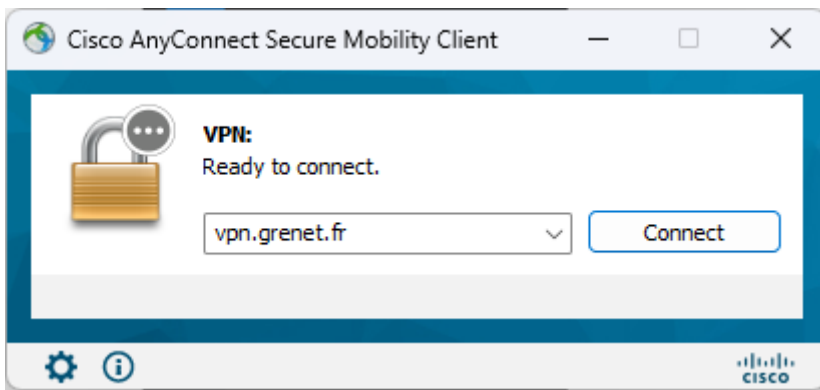 Cisco AnyConnect Secure Mobility Client
VPN:
Ready to connect.
vpn.grenet.fr
Connect
CISCO